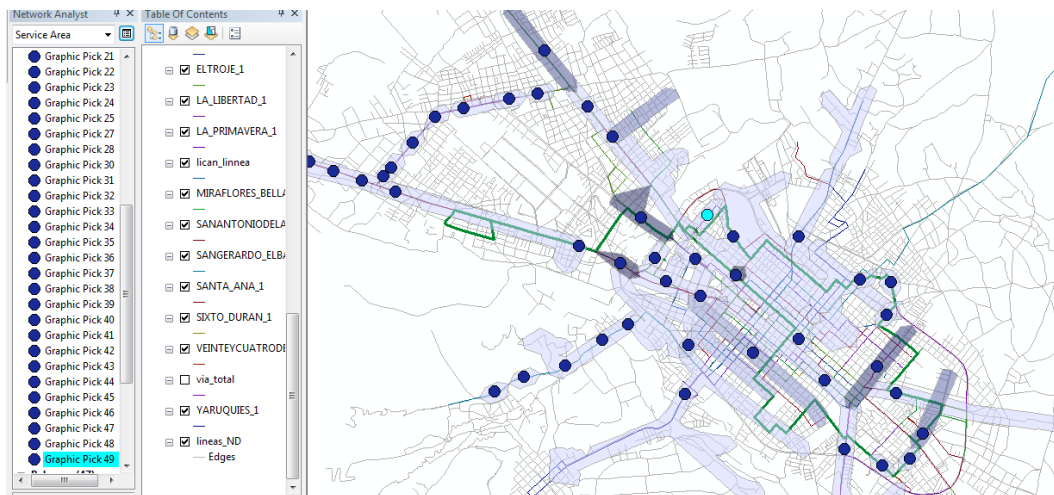 Network Analyst
Service Area
Graphic Pick 21
Graphic Pick 22
Graphic Pick 23
Graphic Pick 24
Graphic Pick 25
Graphic Pick 27
Graphic Pick 28
Graphic Pick 30
Graphic Pick 31
Graphic Pick 32
Graphic Pick 33
Graphic Pick 34
Graphic Pick 35
Graphic Pick 36
Graphic Pick 37
Graphic Pick 38
Graphic Pick 39
Graphic Pick 40
Graphic Pick 41
Graphic Pick 42
Graphic Pick 43
Graphic Pick 44
Graphic Pick 45
Graphic Pick 46
Graphic Pick 47
Graphic Pick 48
Graphic Pick 49
Table Of Contents
ELTROJE_1
LA_LIBERTAD_1
LA_PRIMAVERA_1
lican_linnea
MIRAFLORES_BELLA
SANANTONIODELA
SANGERARDO_ELBA
SANTA_ANA_1
SIXTO_DURAN_1
VEINTEYCUATRODE
via_total
YARUQUIES_1
lineas_ND
Edges